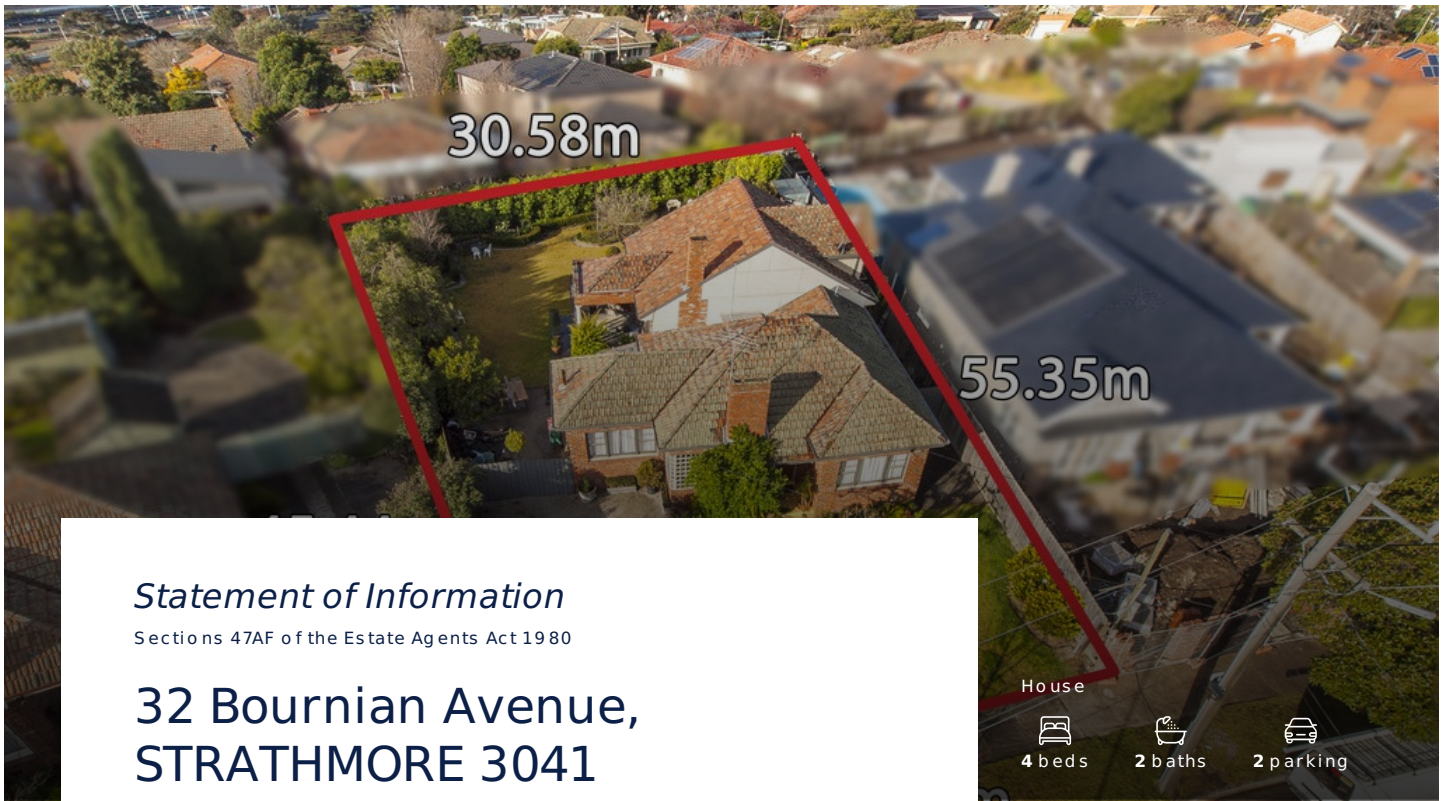 30.58m
55.35m
Statement of Information
Sections 47AF of the Estate Agents Act 1980
32 Bournian Avenue,
STRATHMORE 3041
House
4 beds 2 baths 2 parking